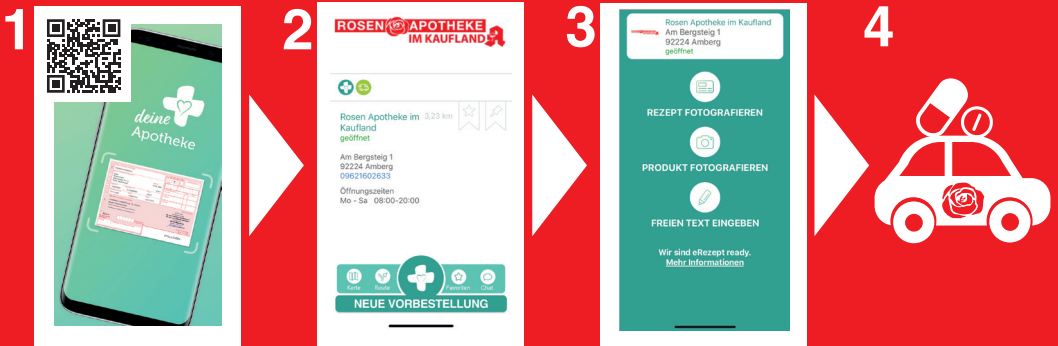 1
deine
Apotheke
2
ROSEN APOTHEKE
IM KAUFLAND
Rosen Apotheke im
Kaufland
3,23 km
geöffnet
Am Bergsteig 1
92224 Amberg
09621602633
Öffnungszeiten
Mo - Sa 08:00-20:00
Karte
Route
Favoriten
Chat
NEUE VORBESTELLUNG
3
Rosen Apotheke im Kaufland
Am Bergsteig 1
92224 Amberg
geöffnet
REZEPT FOTOGRAFIEREN
PRODUKT FOTOGRAFIEREN
FREIEN TEXT EINGEBEN
Wir sind eRezept ready.
Mehr Informationen
4